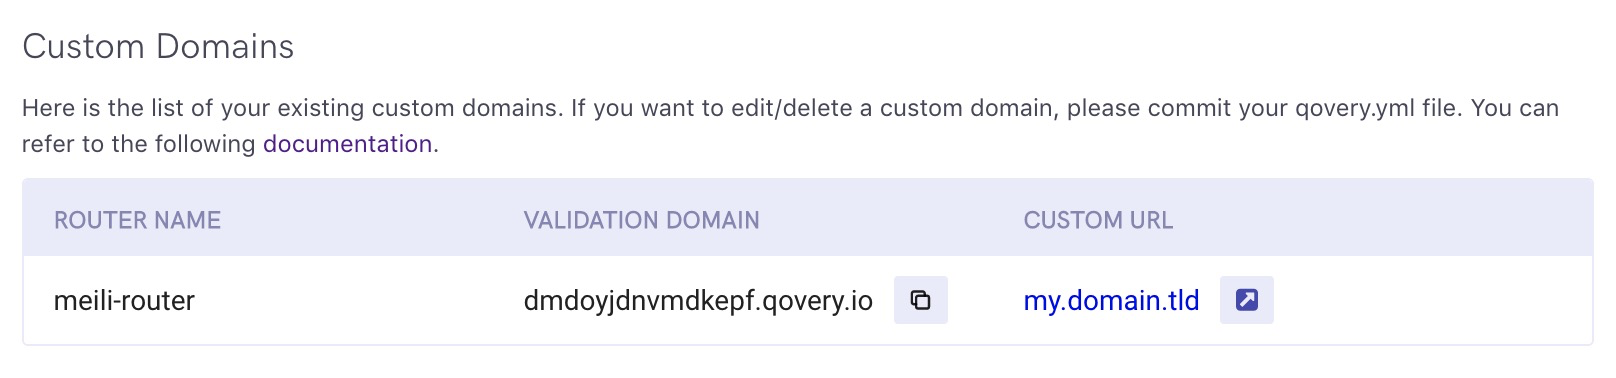 Custom Domains
Here is the list of your existing custom domains. If you want to edit/delete a custom domain, please commit your qovery.yml file. You can
refer to the following documentation.
ROUTER NAME VALIDATION DOMAIN CUSTOM URL
meili-router dmdoyjdnvmdkepf.qovery.io my.domain.tld